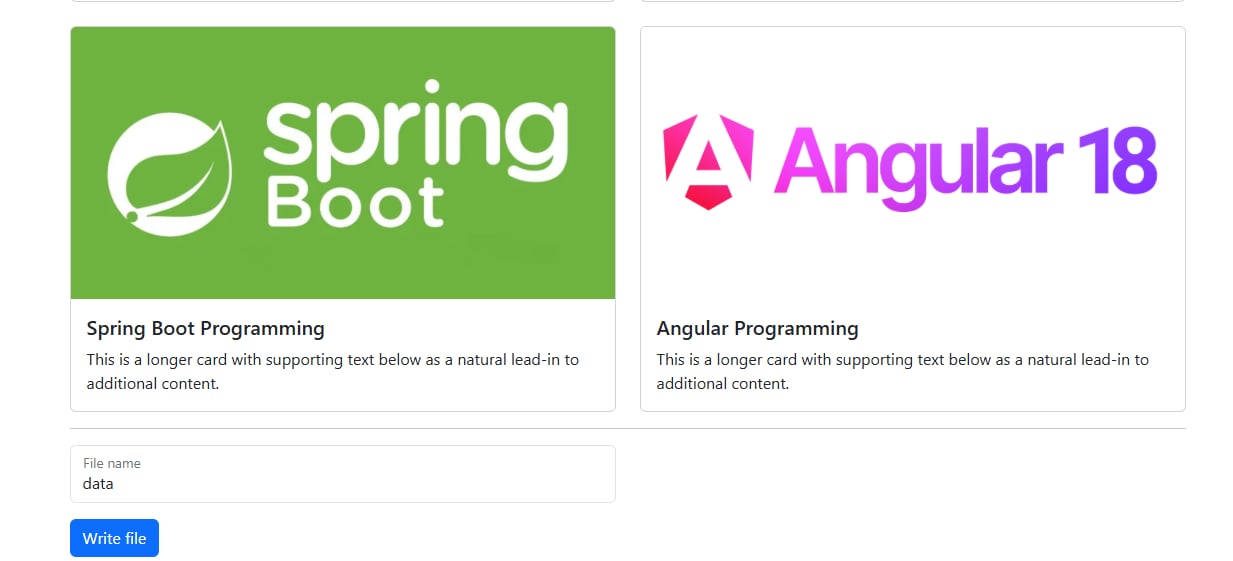 spring
Boot
Angular 18
Spring Boot Programming
This is a longer card with supporting text below as a natural lead-in to
additional content.
Angular Programming
This is a longer card with supporting text below as a natural lead-in to
additional content.
File name
data
Write file